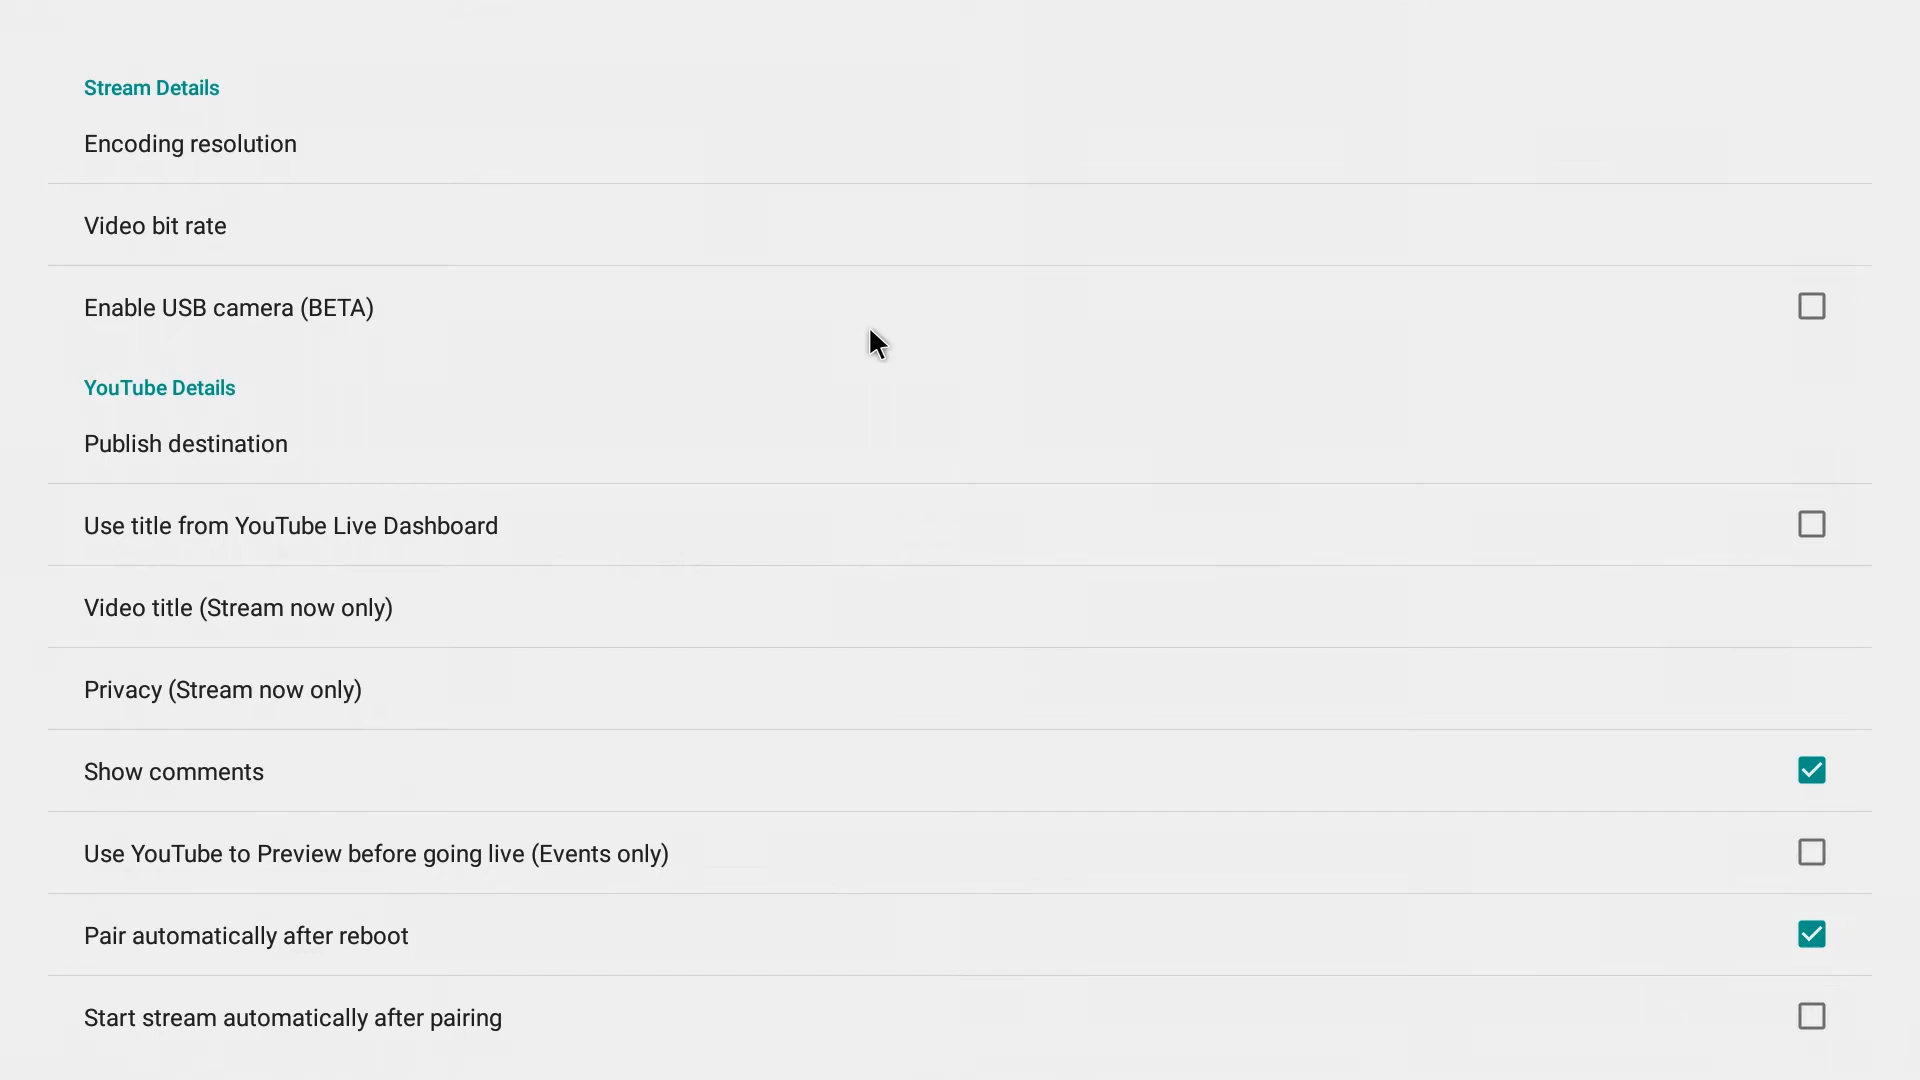 Stream Details
Encoding resolution
Video bit rate
Enable USB camera (BETA)
YouTube Details
Publish destination
Use title from YouTube Live Dashboard
Video title (Stream now only)
Privacy (Stream now only)
Show comments
Use YouTube to Preview before going live (Events only)
Pair automatically after reboot
Start stream automatically after pairing